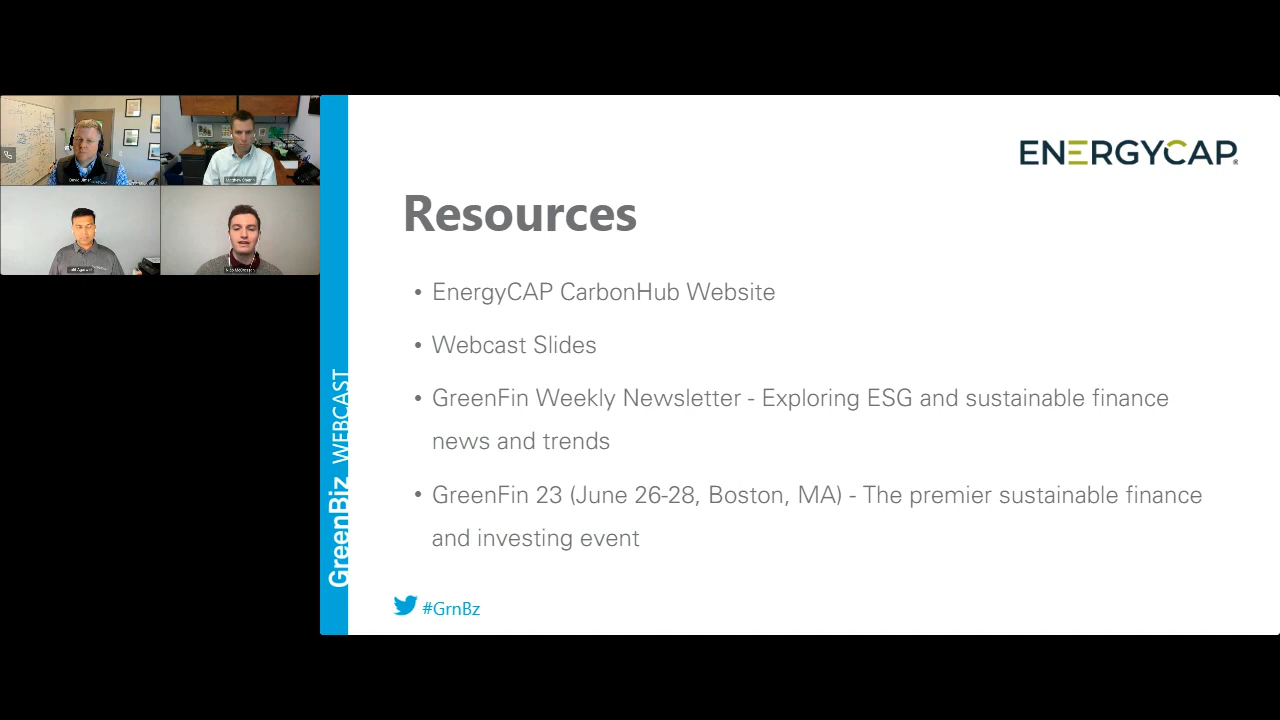 ENERGYCAP®
Resources
• EnergyCAP CarbonHub Website
• Webcast Slides
• GreenFin Weekly Newsletter - Exploring ESG and sustainable finance
news and trends
• GreenFin 23 (June 26-28, Boston, MA) - The premier sustainable finance
and investing event
#GrnBz
GreenBiz WEBCAST